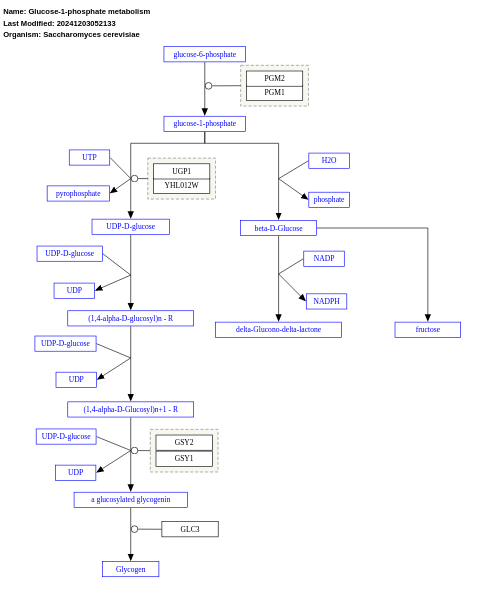 Name: Glucose-1-phosphate metabolism
Last Modified: 20241203052133
Organism: Saccharomyces cerevisiae
glucose-6-phosphate
PGM2
PGM1
glucose-1-phosphate
UTP
H2O
UGP1
YHL012W
pyrophosphate
phosphate
UDP-D-glucose
beta-D-Glucose
UDP-D-glucose
NADP
UDP
NADPH
(1,4-alpha-D-glucosyl)n - R
delta-Glucono-delta-lactone
fructose
UDP-D-glucose
UDP
(1,4-alpha-D-Glucosyl)n+1 - R
UDP-D-glucose
GSY2
GSY1
UDP
a glucosylated glycogenin
GLC3
Glycogen